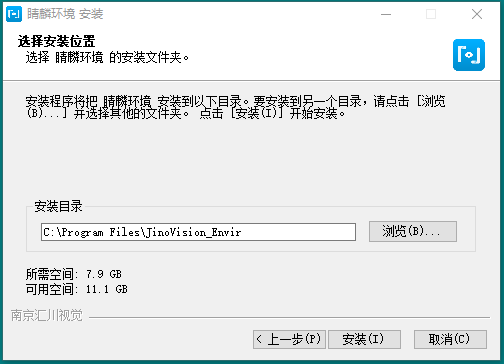 睛麟环境 安装
选择安装位置
选择 睛麟环境 的安装文件夹。
安装程序将把 睛麟环境 安装到以下目录。要安装到另一个目录，请点击 [浏览
(B)...] 并选择其他的文件夹。 点击 [安装(I)] 开始安装。
安装目录
C:\Program Files\JinoVision_Envir
浏览(B)...
所需空间: 7.9 GB
可用空间: 11.1 GB
南京汇川视觉
< 上一步(P)
安装(I)
取消(C)